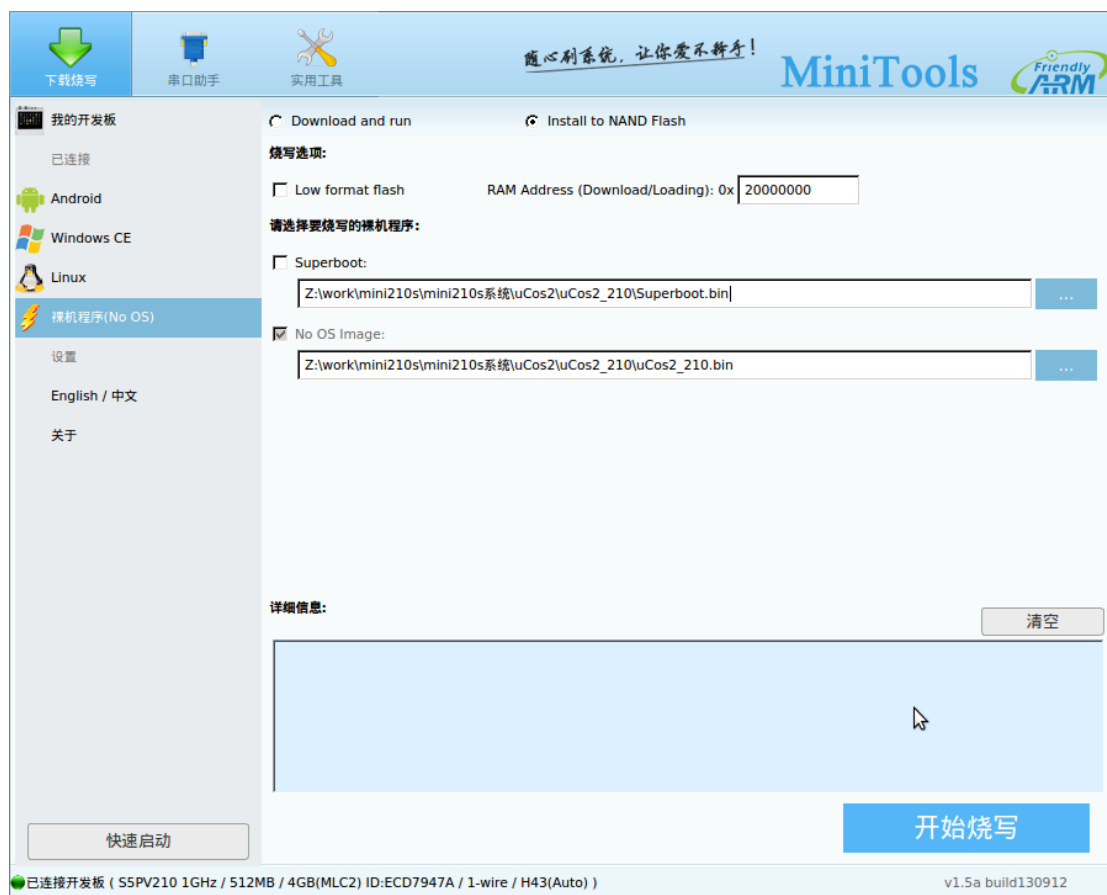 下载烧写
串口助手
实用工具
随心刷系统，让你爱不释手！
MiniTools
Friendly ARM
我的开发板
已连接
Android
Windows CE
Linux
裸机程序(No OS)
设置
English / 中文
关于
快速启动
Download and run
Install to NAND Flash
烧写选项:
Low format flash
RAM Address (Download/Loading): 0x 20000000
请选择要烧写的裸机程序:
Superboot:
Z:\work\mini210s\mini210s系统\uCos2\uCos2_210\Superboot.bin
...
No OS Image:
Z:\work\mini210s\mini210s系统\uCos2\uCos2_210\uCos2_210.bin
...
详细信息:
清空
开始烧写
已连接开发板 ( S5PV210 1GHz / 512MB / 4GB(MLC2) ID:ECD7947A / 1-wire / H43(Auto) )
v1.5a build130912